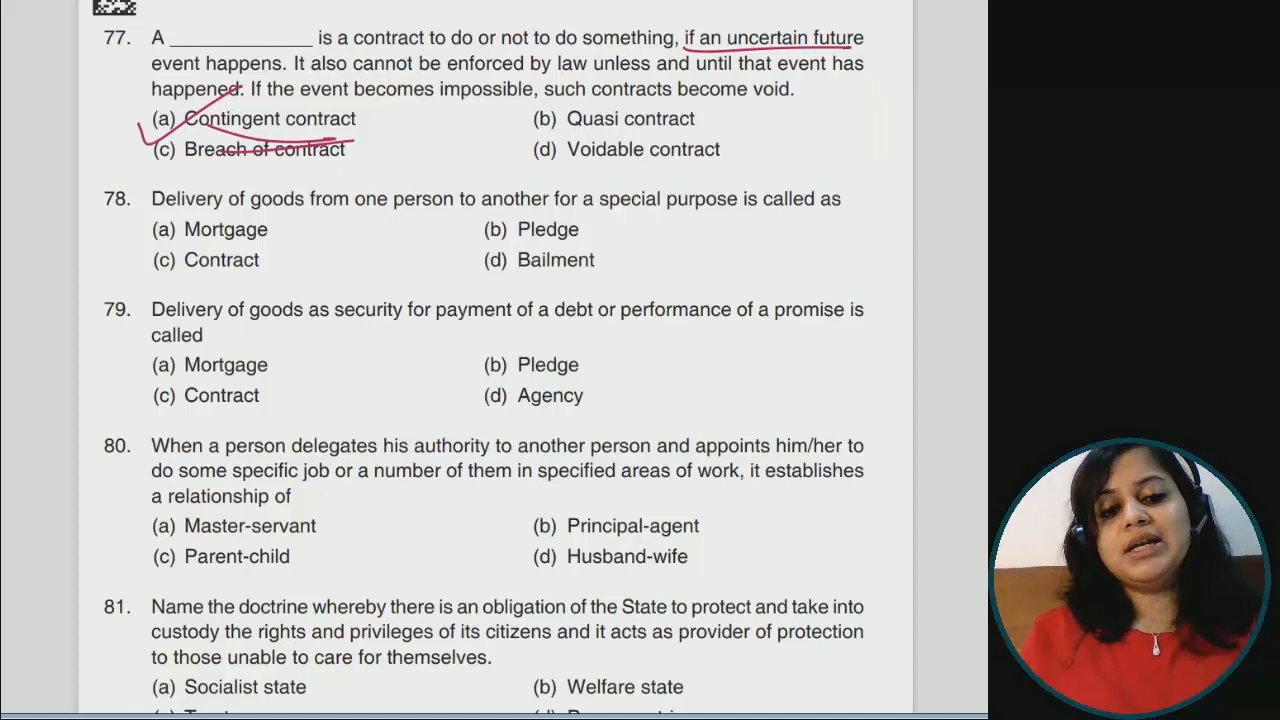 77. A _____________ is a contract to do or not to do something, if an uncertain future
event happens. It also cannot be enforced by law unless and until that event has
happened. If the event becomes impossible, such contracts become void.
(a) Contingent contract (b) Quasi contract
(c) Breach of contract (d) Voidable contract
78. Delivery of goods from one person to another for a special purpose is called as
(a) Mortgage (b) Pledge
(c) Contract (d) Bailment
79. Delivery of goods as security for payment of a debt or performance of a promise is
called
(a) Mortgage (b) Pledge
(c) Contract (d) Agency
80. When a person delegates his authority to another person and appoints him/her to
do some specific job or a number of them in specified areas of work, it establishes
a relationship of
(a) Master-servant (b) Principal-agent
(c) Parent-child (d) Husband-wife
81. Name the doctrine whereby there is an obligation of the State to protect and take into
custody the rights and privileges of its citizens and it acts as provider of protection
to those unable to care for themselves.
(a) Socialist state (b) Welfare state